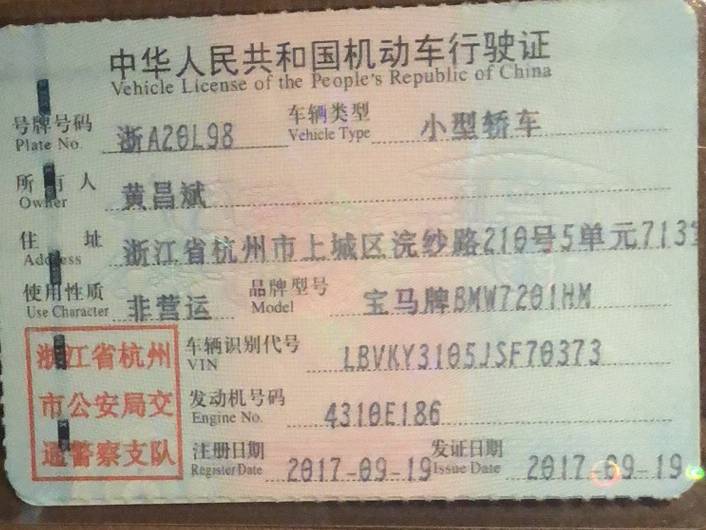 中华人民共和国机动车行驶证
Vehicle License of the People's Republic of China
号牌号码 浙A20L98 车辆类型 小型轿车
Plate No. Vehicle Type
所有人 黄昌斌
Owner
住址 浙江省杭州市上城区浣纱路210号5单元713室
Address
使用性质 非营运 品牌型号 宝马牌BMW7201HM
Use Character Model
浙江省杭州 车辆识别代号 LBVKY3105JSF70373
VIN
市公安局交 发动机号码 4310E186
Engine No.
通警察支队 注册日期 2017-09-19 发证日期 2017-09-19
Register Date Issue Date